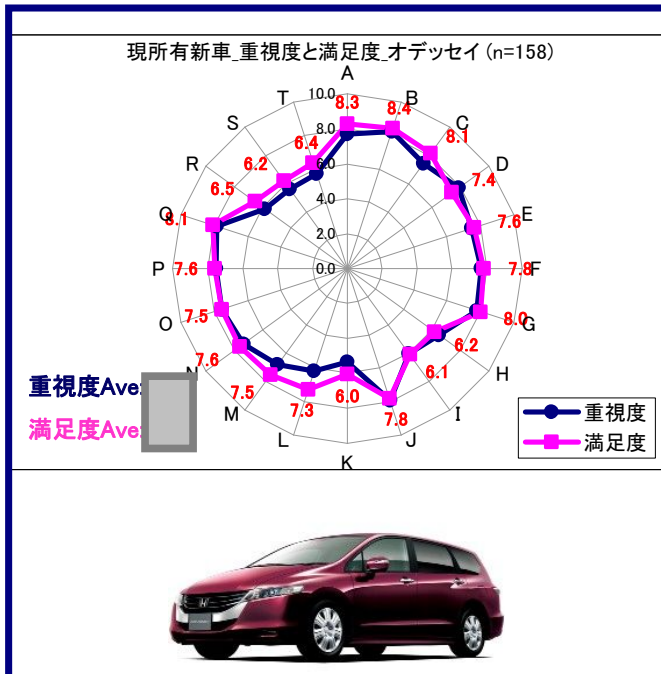 現所有新車_重視度と満足度_オデッセイ (n=158)
A
B
C
D
E
F
G
H
I
J
K
L
M
N
O
P
Q
R
S
T
10.0
8.0
6.0
4.0
2.0
0.0
8.3
8.4
8.1
7.4
7.6
7.8
8.0
6.2
6.1
7.8
6.0
7.3
7.5
7.6
7.5
7.6
8.1
6.5
6.2
6.4
重視度Ave:
満足度Ave:
重視度
満足度